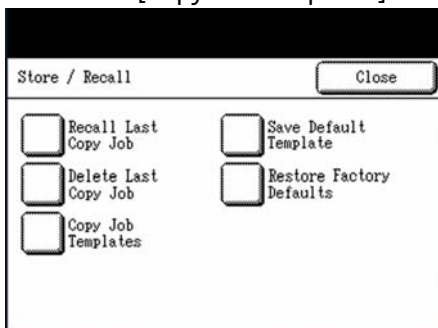 Store / Recall
Close
Recall Last
Copy Job
Save Default
Template
Delete Last
Copy Job
Restore Factory
Defaults
Copy Job
Templates